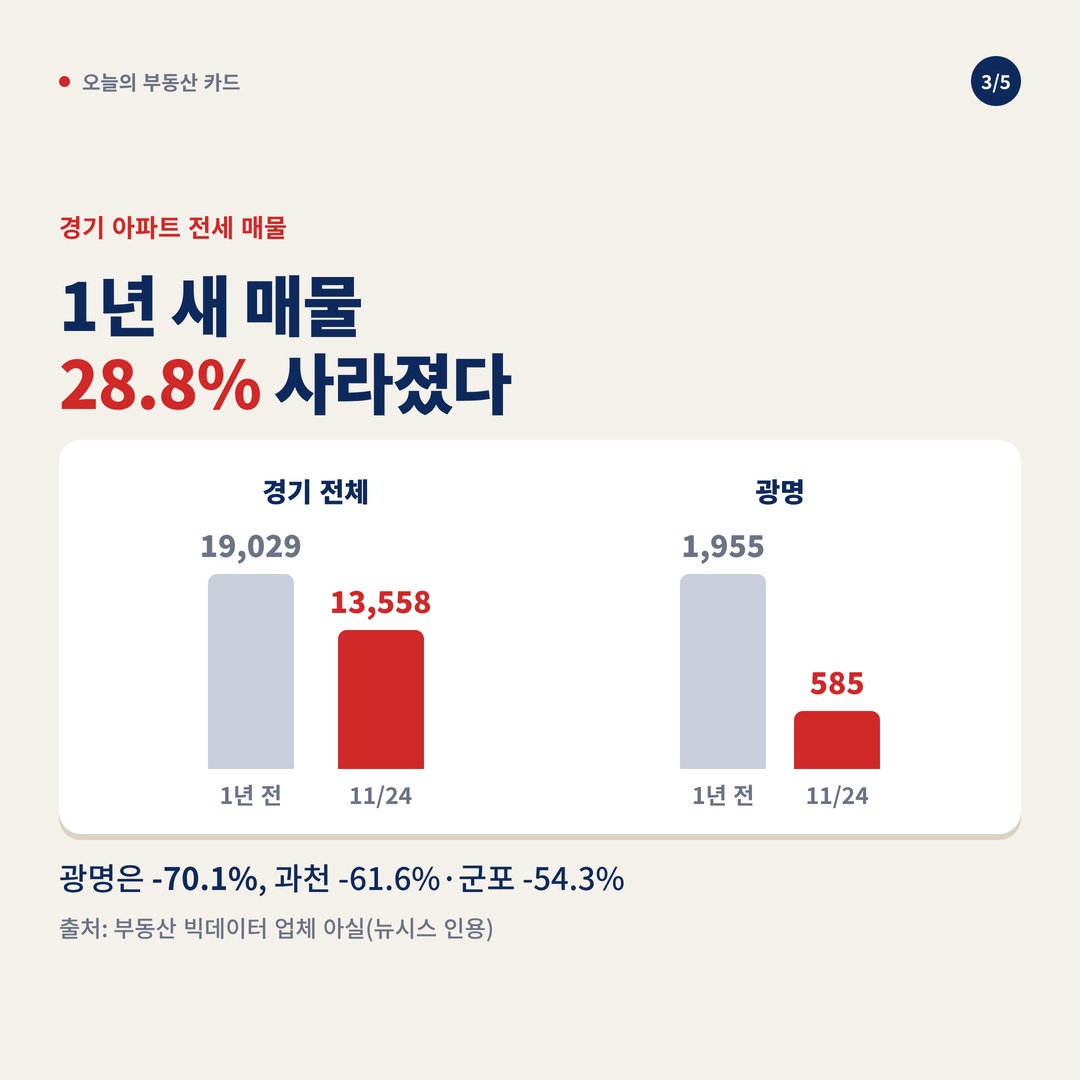 오늘의 부동산 카드
3/5
경기 아파트 전세 매물
1년 새 매물
28.8% 사라졌다
경기 전체
광명
19,029
13,558
1,955
585
1년 전
11/24
1년 전
11/24
광명은 -70.1%, 과천 -61.6%·군포 -54.3%
출처: 부동산 빅데이터 업체 아실(뉴시스 인용)